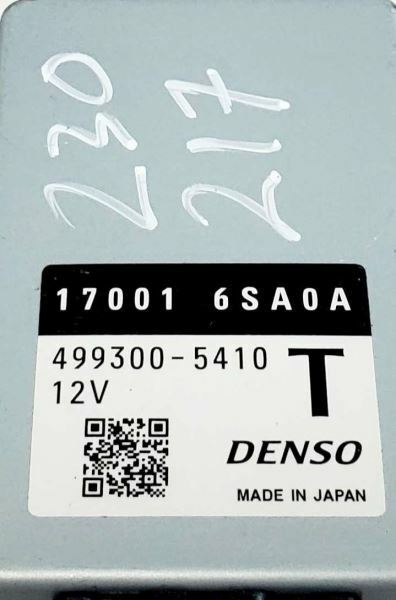 230
217
17001 6SA0A
499300-5410
T
12V
DENSO
MADE IN JAPAN